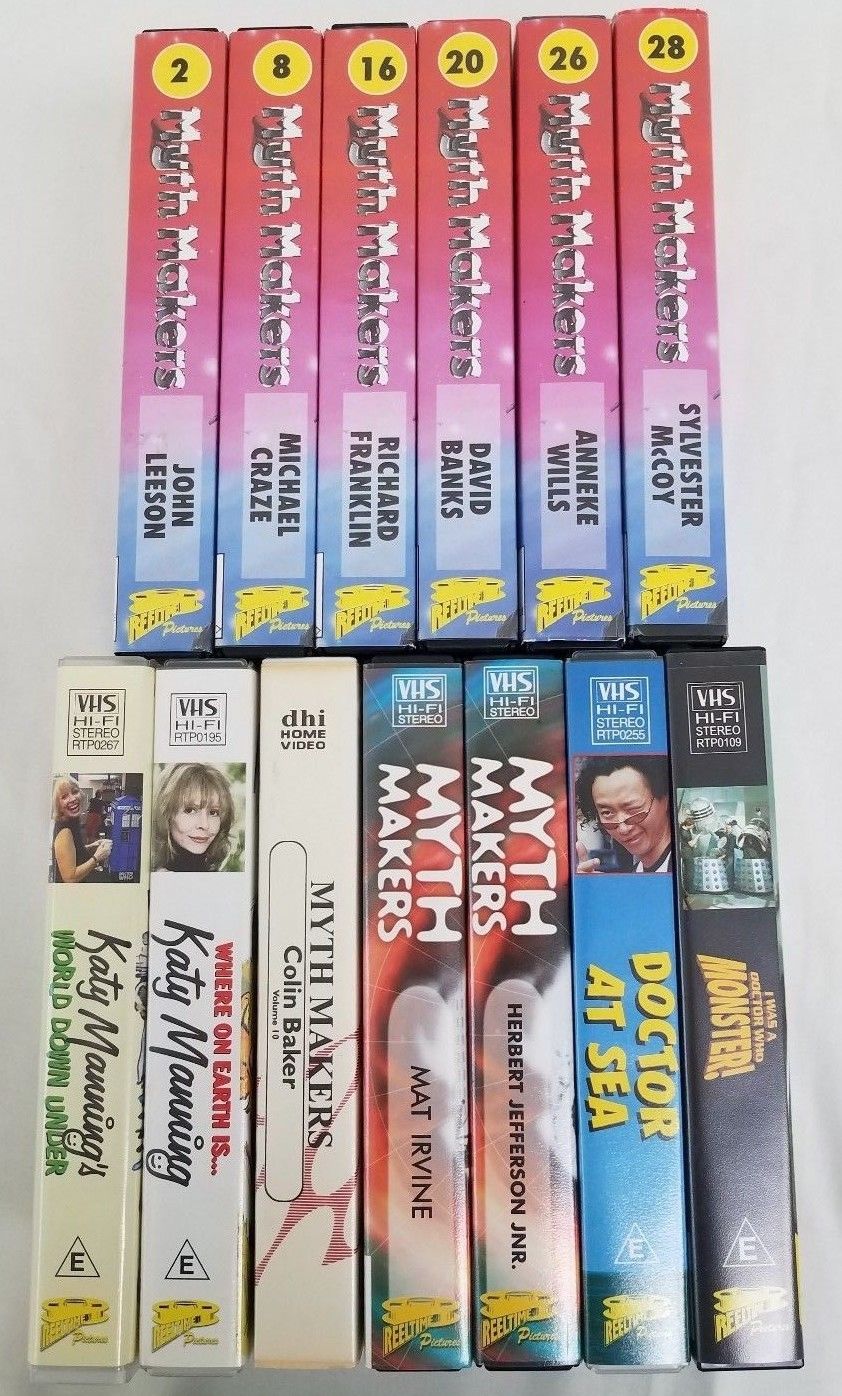 2
Myth Makers
JOHN
LEESON
REELTIME
Pictures
8
Myth Makers
MICHAEL
CRAZE
REELTIME
Pictures
16
Myth Makers
RICHARD
FRANKLIN
REELTIME
Pictures
20
Myth Makers
DAVID
BANKS
REELTIME
Pictures
26
Myth Makers
ANNEKE
WILLS
REELTIME
Pictures
28
Myth Makers
SYLVESTER
McCOY
REELTIME
Pictures
VHS
HI-FI
STEREO
RTP0267
Katy Manning's
WORLD DOWN UNDER
E
REELTIME
Pictures
VHS
HI-FI
RTP0195
WHERE ON EARTH IS...
Katy Manning
E
REELTIME
Pictures
dhi
HOME
VIDEO
MYTH MAKERS
Colin Baker
Volume 10
VHS
HI-FI
STEREO
MYTH
MAKERS
MAT IRVINE
REELTIME
Pictures
VHS
HI-FI
STEREO
MYTH
MAKERS
HERBERT JEFFERSON JNR.
REELTIME
Pictures
VHS
HI-FI
STEREO
RTP0255
DOCTOR
AT SEA
E
REELTIME
Pictures
VHS
HI-FI
STEREO
RTP0109
I WAS A
DOCTOR WHO
MONSTER!
E
REELTIME
Pictures